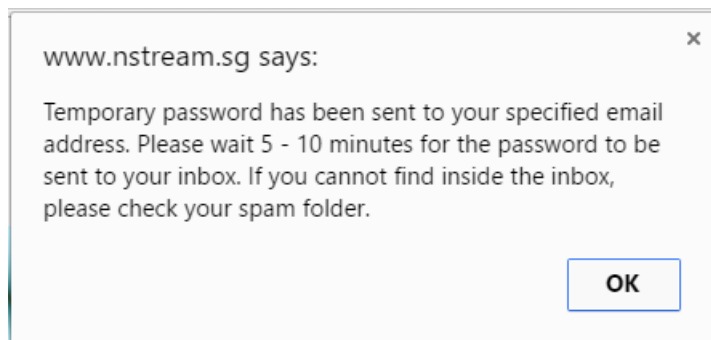 www.nstream.sg says:
Temporary password has been sent to your specified email
address. Please wait 5 - 10 minutes for the password to be
sent to your inbox. If you cannot find inside the inbox,
please check your spam folder.
OK